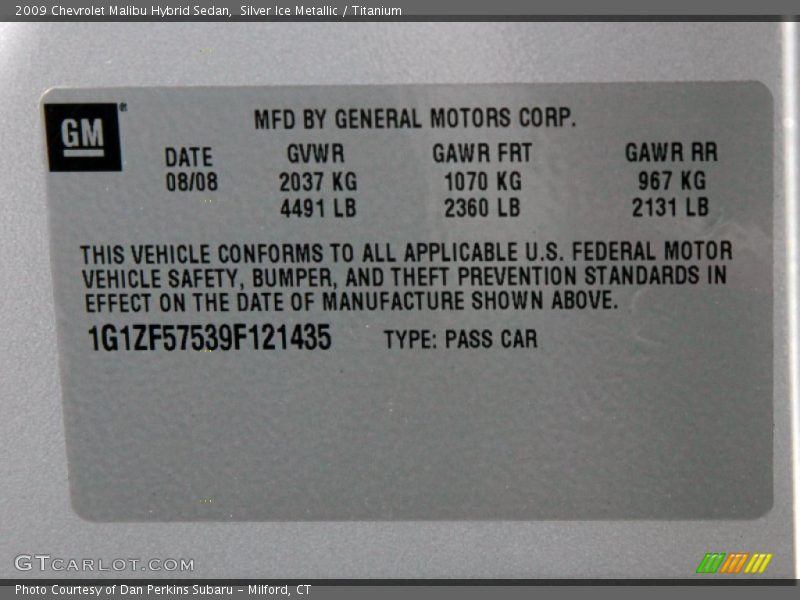 2009 Chevrolet Malibu Hybrid Sedan,  Silver Ice Metallic / Titanium
GM
®
MFD BY GENERAL MOTORS CORP.
DATE GVWR GAWR FRT GAWR RR
08/08 2037 KG 1070 KG 967 KG
4491 LB 2360 LB 2131 LB
THIS VEHICLE CONFORMS TO ALL APPLICABLE U.S. FEDERAL MOTOR
VEHICLE SAFETY, BUMPER, AND THEFT PREVENTION STANDARDS IN
EFFECT ON THE DATE OF MANUFACTURE SHOWN ABOVE.
1G1ZF57539F121435 TYPE: PASS CAR
GTCARLOT.COM
Photo Courtesy of Dan Perkins Subaru – Milford, CT